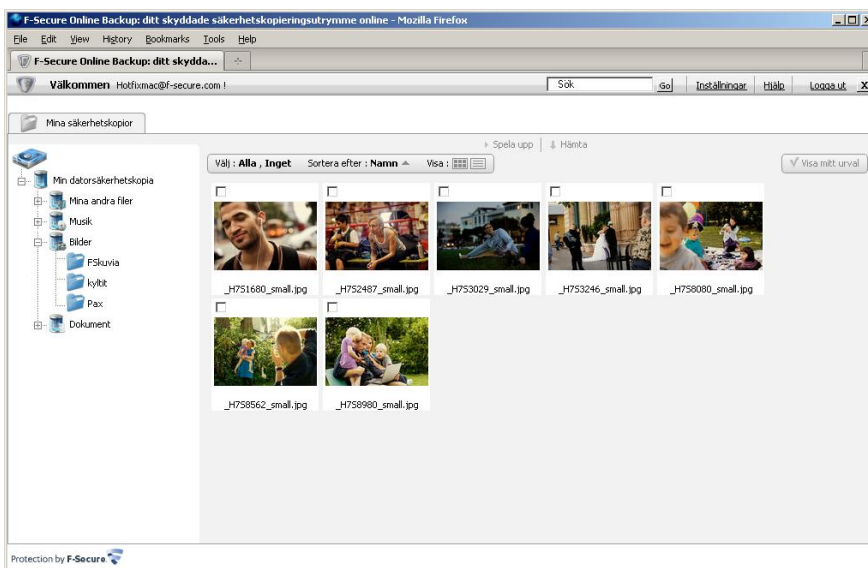 F-Secure Online Backup: ditt skyddade säkerhetskopieringsutrymme online - Mozilla Firefox
File Edit View History Bookmarks Tools Help
F-Secure Online Backup: ditt skydda...
Välkommen Hotfixmac@f-secure.com !
Sök Go Inställningar Hjälp Logga ut X
Mina säkerhetskopior
Spela upp Hämta
Välj : Alla , Inget Sortera efter : Namn Visa :
Visa mitt urval
Min datorsäkerhetskopia
Mina andra filer
Musik
Bilder
FSkuvia
kyltit
Pax
Dokument
_H7S1680_small.jpg _H7S2487_small.jpg _H7S3029_small.jpg _H7S3246_small.jpg _H7S8080_small.jpg
_H7S8562_small.jpg _H7S8980_small.jpg
Protection by F-Secure